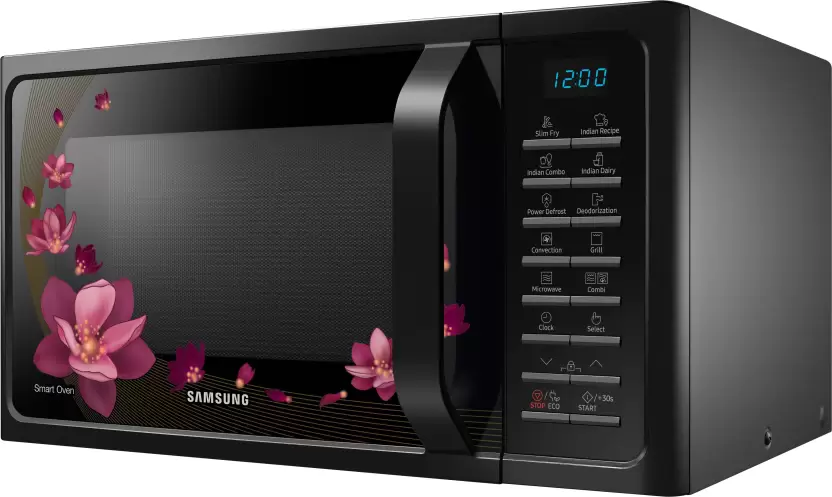 12:00
Slim Fry
Indian Recipe
Indian Combo
Indian Dairy
Power Defrost
Deodorization
Convection
Grill
Microwave
Combi
Clock
Select
STOP ECO
/+30s
START
Smart Oven
SAMSUNG